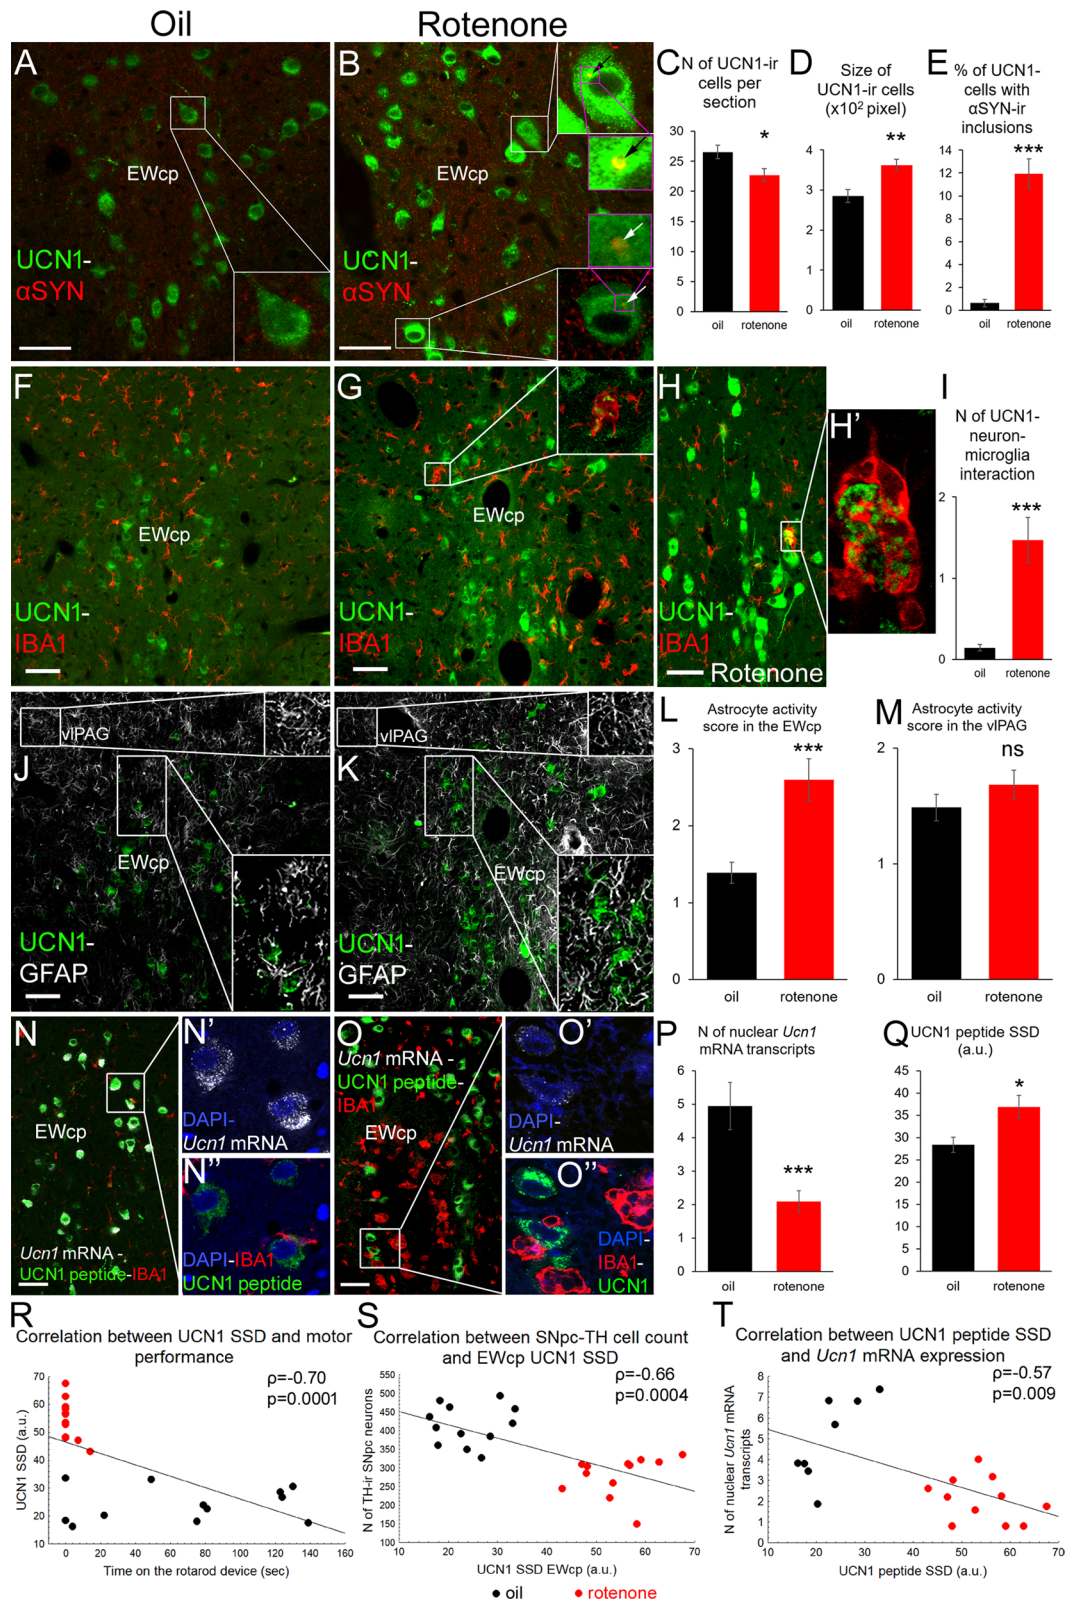 Oil
Rotenone
A
EWcp
UCN1-
αSYN
B
EWcp
UCN1-
αSYN
C
N of UCN1-ir
cells per
section
*
30
25
20
15
10
5
0
oil
rotenone
D
Size of
UCN1-ir cells
(x10² pixel)
**
5
4
3
2
1
0
oil
rotenone
E
% of UCN1-
cells with
αSYN-ir
inclusions
***
14
12
10
8
6
4
2
0
oil
rotenone
F
EWcp
UCN1-
IBA1
G
EWcp
UCN1-
IBA1
H
UCN1-
IBA1
Rotenone
H'
I
N of UCN1-
neuron-
microglia
interaction
***
2
1
0
oil
rotenone
vlPAG
J
EWcp
UCN1-
GFAP
vlPAG
K
EWcp
UCN1-
GFAP
L
Astrocyte activity
score in the EWcp
***
3
2
1
0
oil
rotenone
M
Astrocyte activity
score in the vlPAG
ns
2
1
0
oil
rotenone
N
EWcp
Ucn1 mRNA -
UCN1 peptide-IBA1
N'
DAPI-
Ucn1 mRNA
N''
DAPI-IBA1
UCN1 peptide
O
Ucn1 mRNA -
UCN1 peptide-
IBA1
EWcp
O'
DAPI-
Ucn1 mRNA
O''
DAPI-
IBA1-
UCN1
P
N of nuclear Ucn1
mRNA transcripts
***
6
5
4
3
2
1
0
oil
rotenone
Q
UCN1 peptide SSD
(a.u.)
*
45
40
35
30
25
20
15
10
5
0
oil
rotenone
R
Correlation between UCN1 SSD and motor
performance
ρ=-0.70
p=0.0001
UCN1 SSD (a.u.)
70
60
50
40
30
20
10
0 20 40 60 80 100 120 140 160
Time on the rotarod device (sec)
S
Correlation between SNpc-TH cell count
and EWcp UCN1 SSD
ρ=-0.66
p=0.0004
N of TH-ir SNpc neurons
550
500
450
400
350
300
250
200
150
100
10 20 30 40 50 60 70
UCN1 SSD EWcp (a.u.)
T
Correlation between UCN1 peptide SSD
and Ucn1 mRNA expression
ρ=-0.57
p=0.009
N of nuclear Ucn1 mRNA
transcripts
8
7
6
5
4
3
2
1
0
10 20 30 40 50 60 70
UCN1 peptide SSD (a.u.)
oil
rotenone